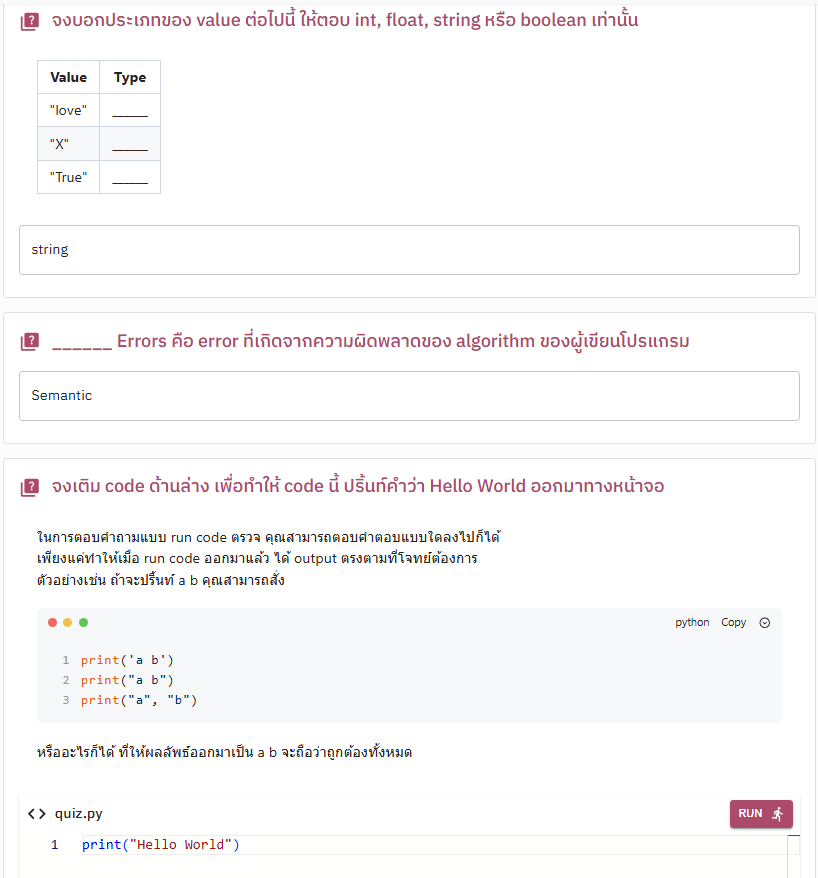 จงบอกประเภทของ value ต่อไปนี้ ให้ตอบ int, float, string หรือ boolean เท่านั้น
Value Type
"love" ______
"X" ______
"True" ______
string
______ Errors คือ error ที่เกิดจากความผิดพลาดของ algorithm ของผู้เขียนโปรแกรม
Semantic
จงเติม code ด้านล่าง เพื่อทำให้ code นี้ ปริ้นท์คำว่า Hello World ออกมาทางหน้าจอ
ในการตอบคำถามแบบ run code ตรวจ คุณสามารถตอบคำตอบแบบใดลงไปก็ได้
เพียงแค่ทำให้เมื่อ run code ออกมาแล้ว ได้ output ตรงตามที่โจทย์ต้องการ
ตัวอย่างเช่น ถ้าจะปริ้นท์ a b คุณสามารถสั่ง
python Copy
1 print('a b')
2 print("a b")
3 print("a", "b")
หรืออะไรก็ได้ ที่ให้ผลลัพธ์ออกมาเป็น a b จะถือว่าถูกต้องทั้งหมด
quiz.py
RUN
1 print("Hello World")